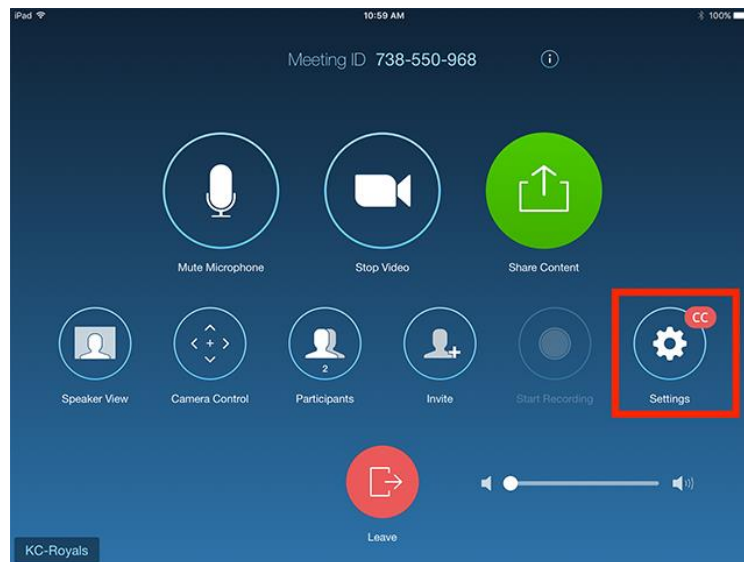 iPad 10:59 AM 100%
Meeting ID 738-550-968
Mute Microphone Stop Video Share Content
CC
2
Speaker View Camera Control Participants Invite Start Recording Settings
Leave
KC-Royals